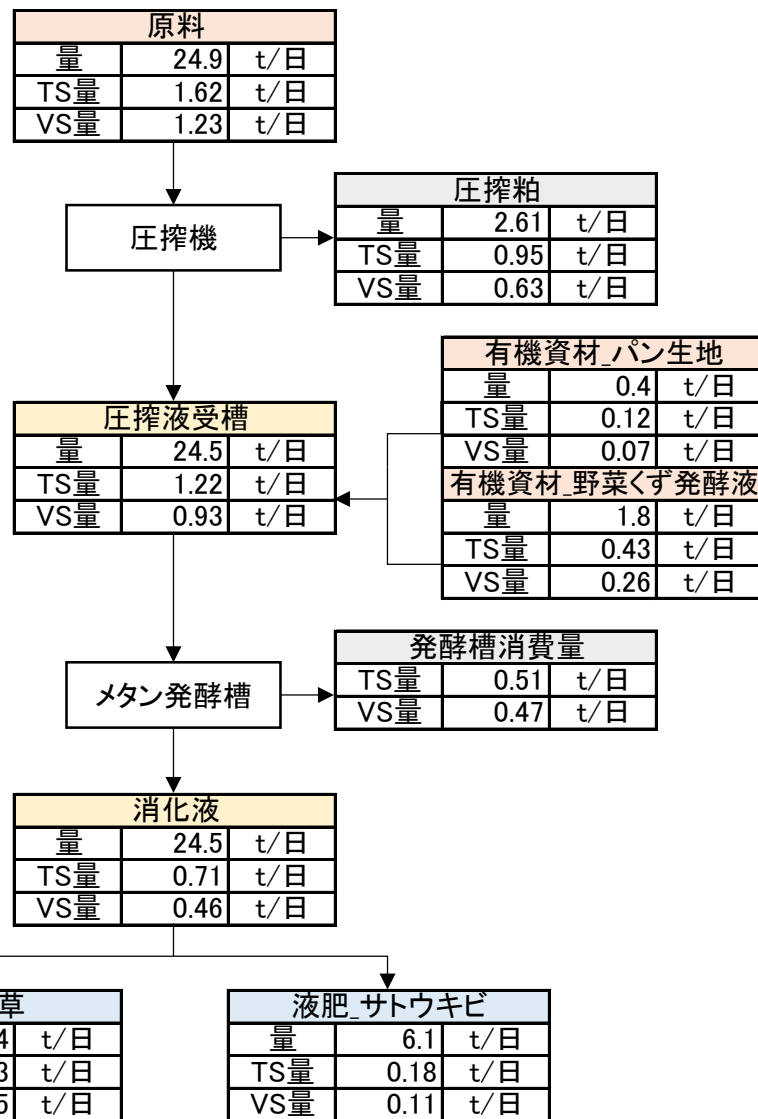 原料
量 24.9 t/日
TS量 1.62 t/日
VS量 1.23 t/日
圧搾機
圧搾粕
量 2.61 t/日
TS量 0.95 t/日
VS量 0.63 t/日
有機資材_パン生地
量 0.4 t/日
TS量 0.12 t/日
VS量 0.07 t/日
有機資材_野菜くず発酵液
量 1.8 t/日
TS量 0.43 t/日
VS量 0.26 t/日
圧搾液受槽
量 24.5 t/日
TS量 1.22 t/日
VS量 0.93 t/日
メタン発酵槽
発酵槽消費量
TS量 0.51 t/日
VS量 0.47 t/日
消化液
量 24.5 t/日
TS量 0.71 t/日
VS量 0.46 t/日
草
4 t/日
3 t/日
5 t/日
液肥_サトウキビ
量 6.1 t/日
TS量 0.18 t/日
VS量 0.11 t/日